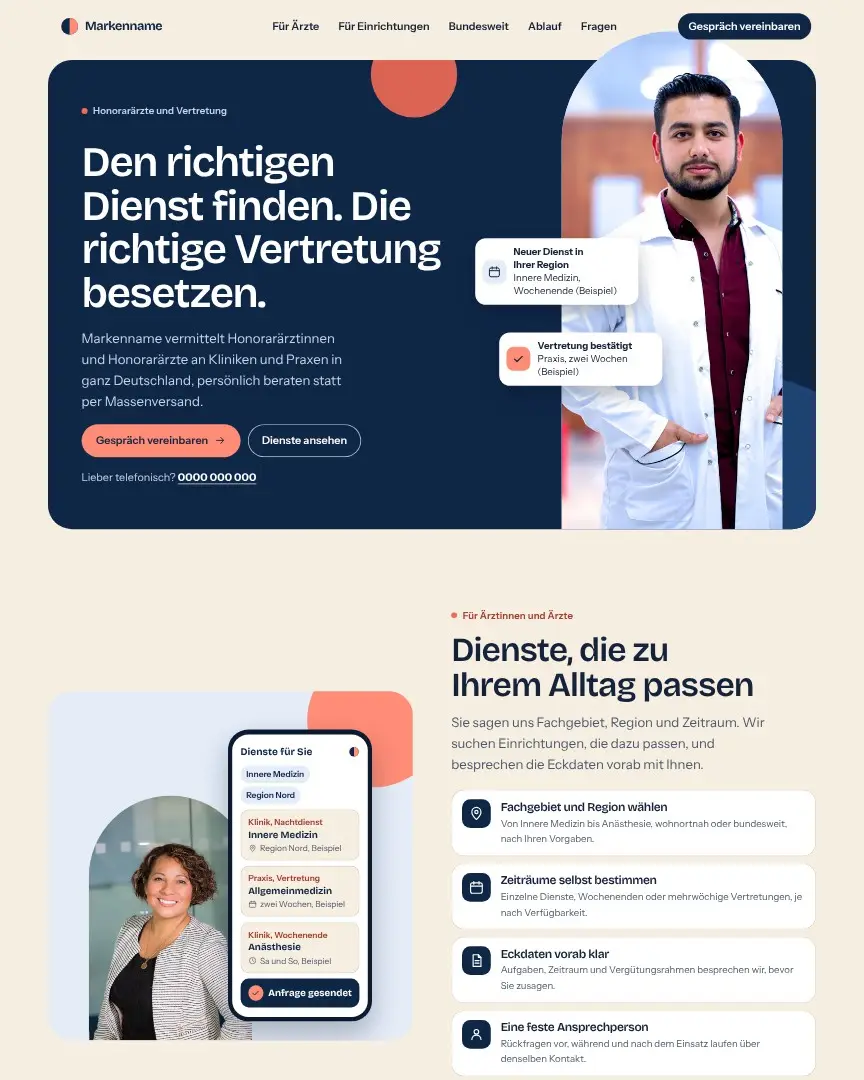 Markenname
Für Ärzte
Für Einrichtungen
Bundesweit
Ablauf
Fragen
Gespräch vereinbaren
Honorarärzte und Vertretung
Den richtigen
Dienst finden. Die
richtige Vertretung
besetzen.
Markenname vermittelt Honorarärztinnen
und Honorarärzte an Kliniken und Praxen in
ganz Deutschland, persönlich beraten statt
per Massenversand.
Gespräch vereinbaren
Dienste ansehen
Lieber telefonisch? 0000 000 000
Neuer Dienst in
Ihrer Region
Innere Medizin,
Wochenende (Beispiel)
Vertretung bestätigt
Praxis, zwei Wochen
(Beispiel)
Dienste für Sie
Innere Medizin
Region Nord
Klinik, Nachtdienst
Innere Medizin
Region Nord, Beispiel
Praxis, Vertretung
Allgemeinmedizin
zwei Wochen, Beispiel
Klinik, Wochenende
Anästhesie
Sa und So, Beispiel
Anfrage gesendet
Für Ärztinnen und Ärzte
Dienste, die zu
Ihrem Alltag passen
Sie sagen uns Fachgebiet, Region und Zeitraum. Wir
suchen Einrichtungen, die dazu passen, und
besprechen die Eckdaten vorab mit Ihnen.
Fachgebiet und Region wählen
Von Innere Medizin bis Anästhesie, wohnortnah oder bundesweit,
nach Ihren Vorgaben.
Zeiträume selbst bestimmen
Einzelne Dienste, Wochenenden oder mehrwöchige Vertretungen, je
nach Verfügbarkeit.
Eckdaten vorab klar
Aufgaben, Zeitraum und Vergütungsrahmen besprechen wir, bevor
Sie zusagen.
Eine feste Ansprechperson
Rückfragen vor, während und nach dem Einsatz laufen über
denselben Kontakt.